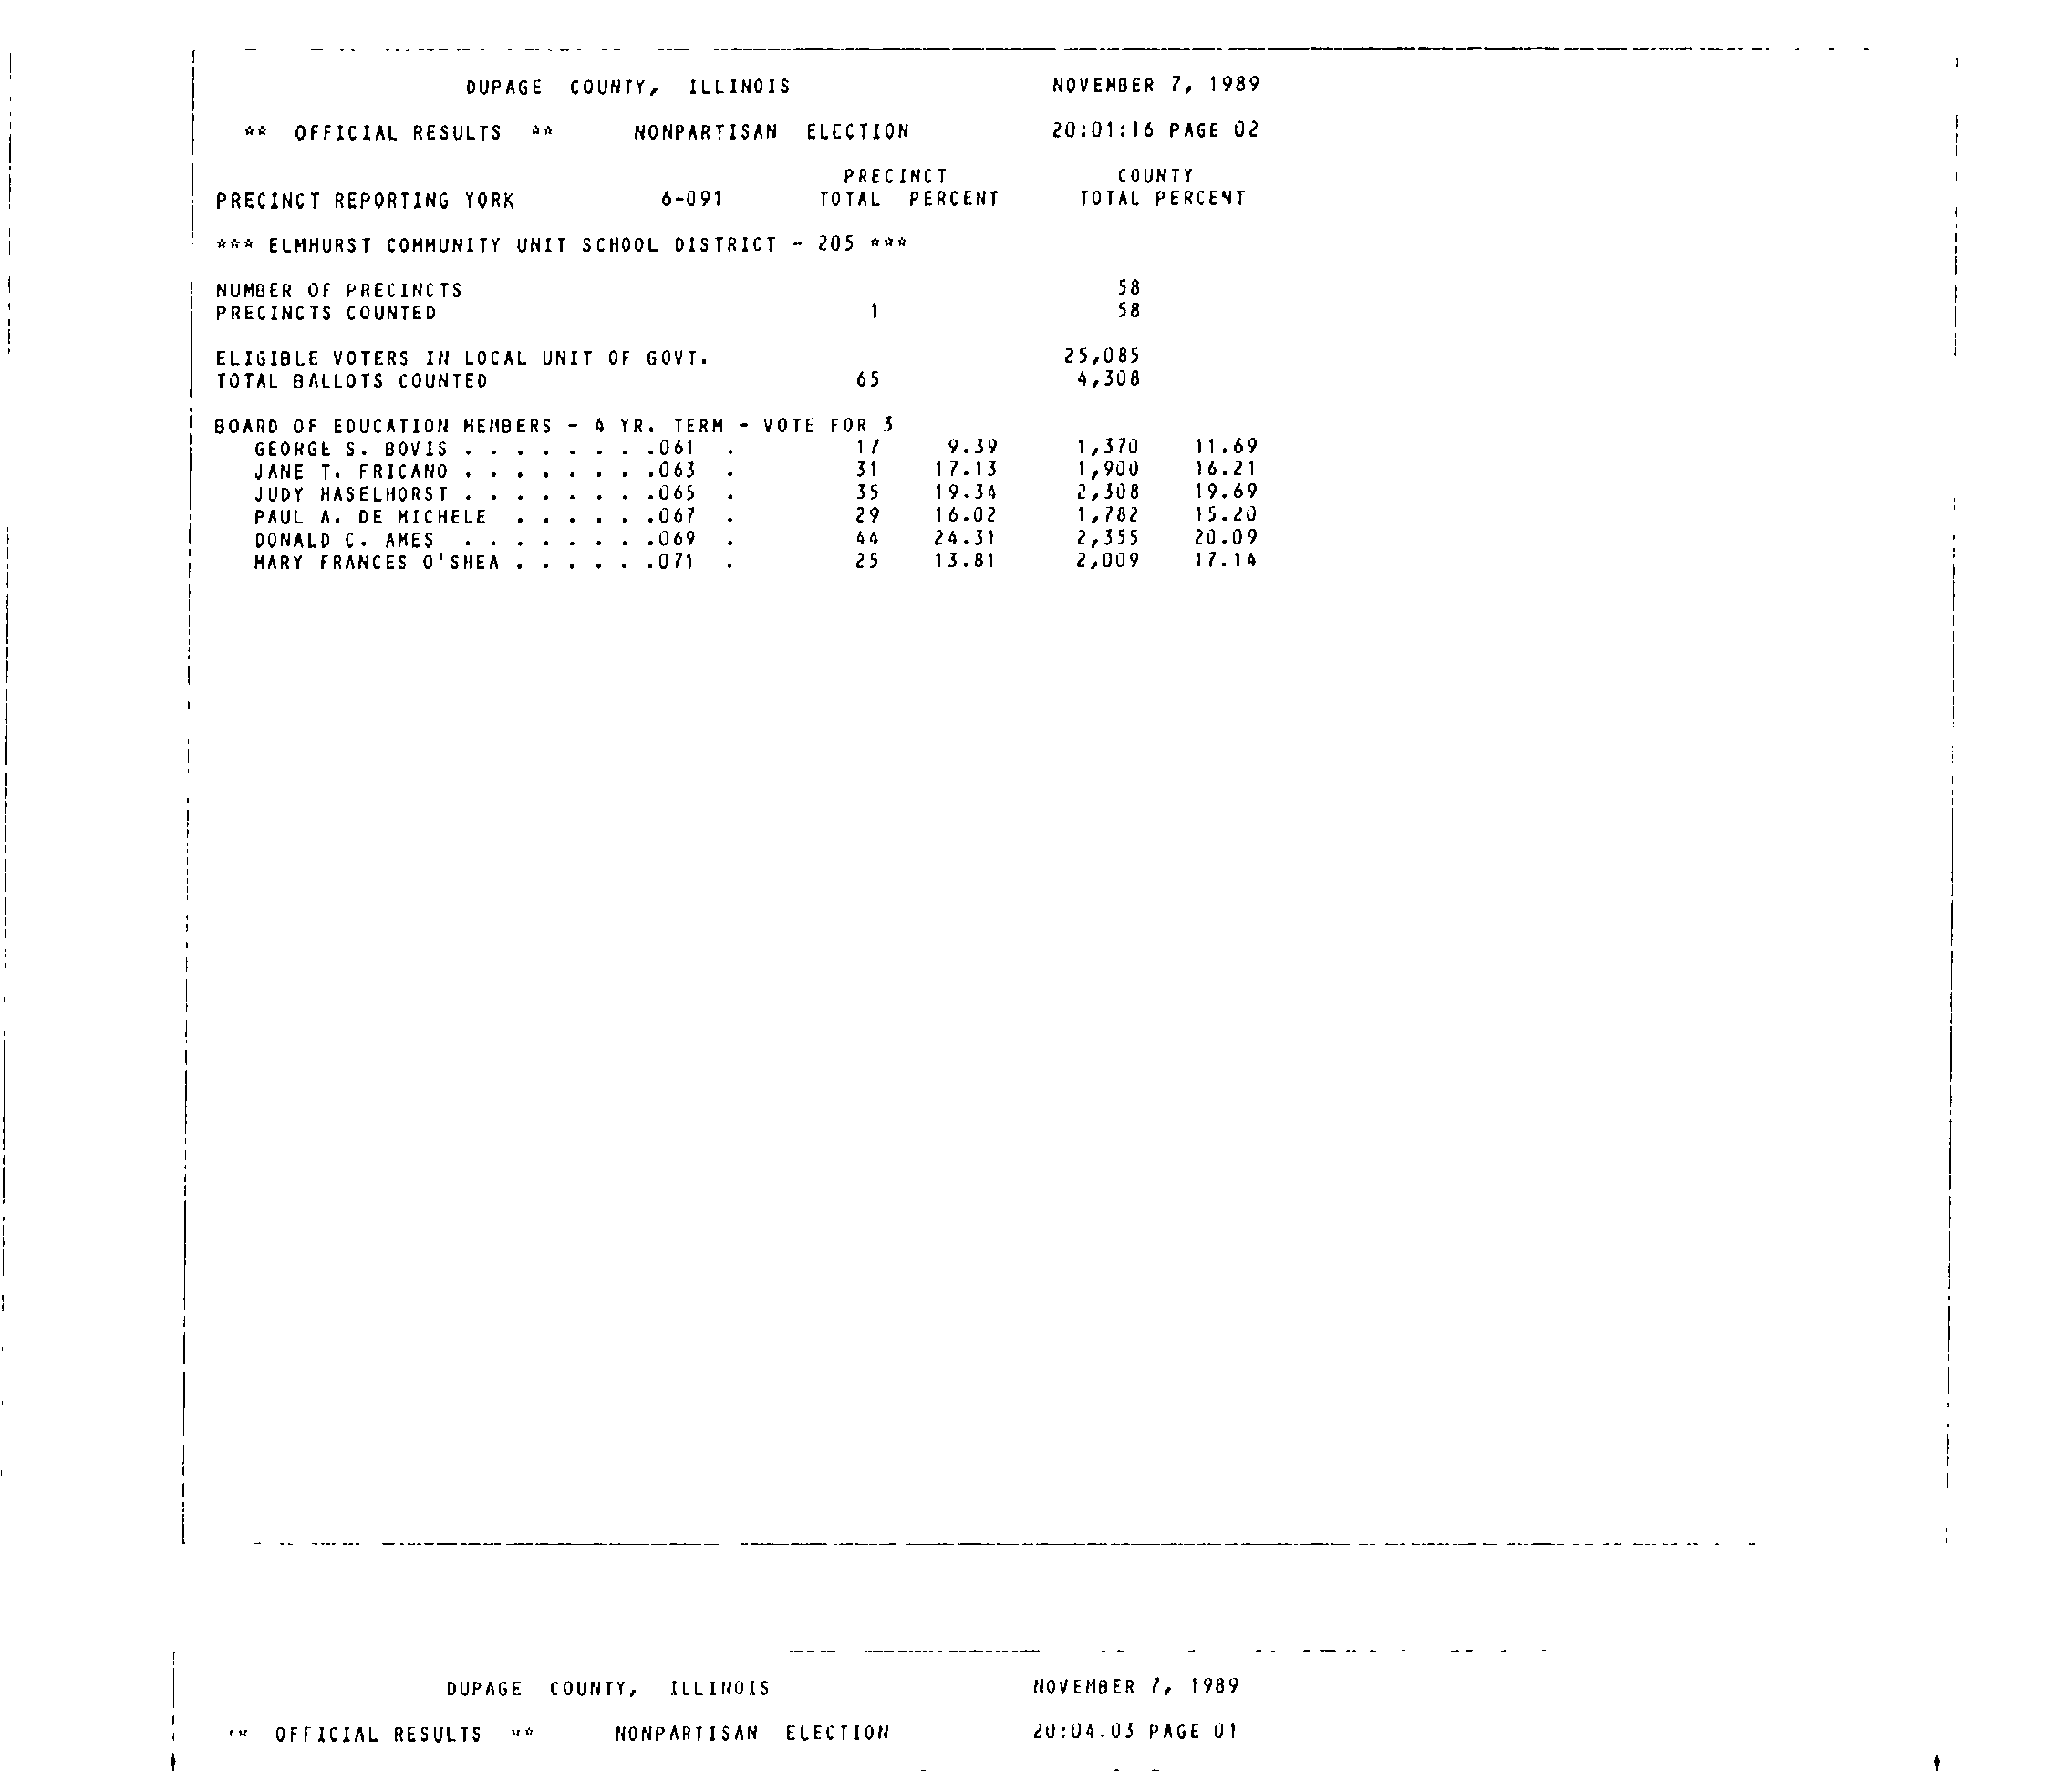 DUPAGE COUNTY, ILLINOIS NOVEMBER 7, 1989
** OFFICIAL RESULTS ** NONPARTISAN ELECTION 20:01:16 PAGE 02
PRECINCT COUNTY
PRECINCT REPORTING YORK 6-091 TOTAL PERCENT TOTAL PERCENT
*** ELMHURST COMMUNITY UNIT SCHOOL DISTRICT - 205 ***
NUMBER OF PRECINCTS 58
PRECINCTS COUNTED 1 58
ELIGIBLE VOTERS IN LOCAL UNIT OF GOVT. 25,085
TOTAL BALLOTS COUNTED 65 4,308
BOARD OF EDUCATION MEMBERS - 4 YR. TERM - VOTE FOR 3
GEORGE S. BOVIS . . . . . . . .061 . 17 9.39 1,370 11.69
JANE T. FRICANO . . . . . . . .063 . 31 17.13 1,900 16.21
JUDY HASELHORST . . . . . . . .065 . 35 19.34 2,308 19.69
PAUL A. DE MICHELE . . . . . .067 . 29 16.02 1,782 15.20
DONALD C. AMES . . . . . . . .069 . 44 24.31 2,355 20.09
MARY FRANCES O'SHEA . . . . . .071 . 25 13.81 2,009 17.14
DUPAGE COUNTY, ILLINOIS NOVEMBER 7, 1989
** OFFICIAL RESULTS ** NONPARTISAN ELECTION 20:04.03 PAGE 01